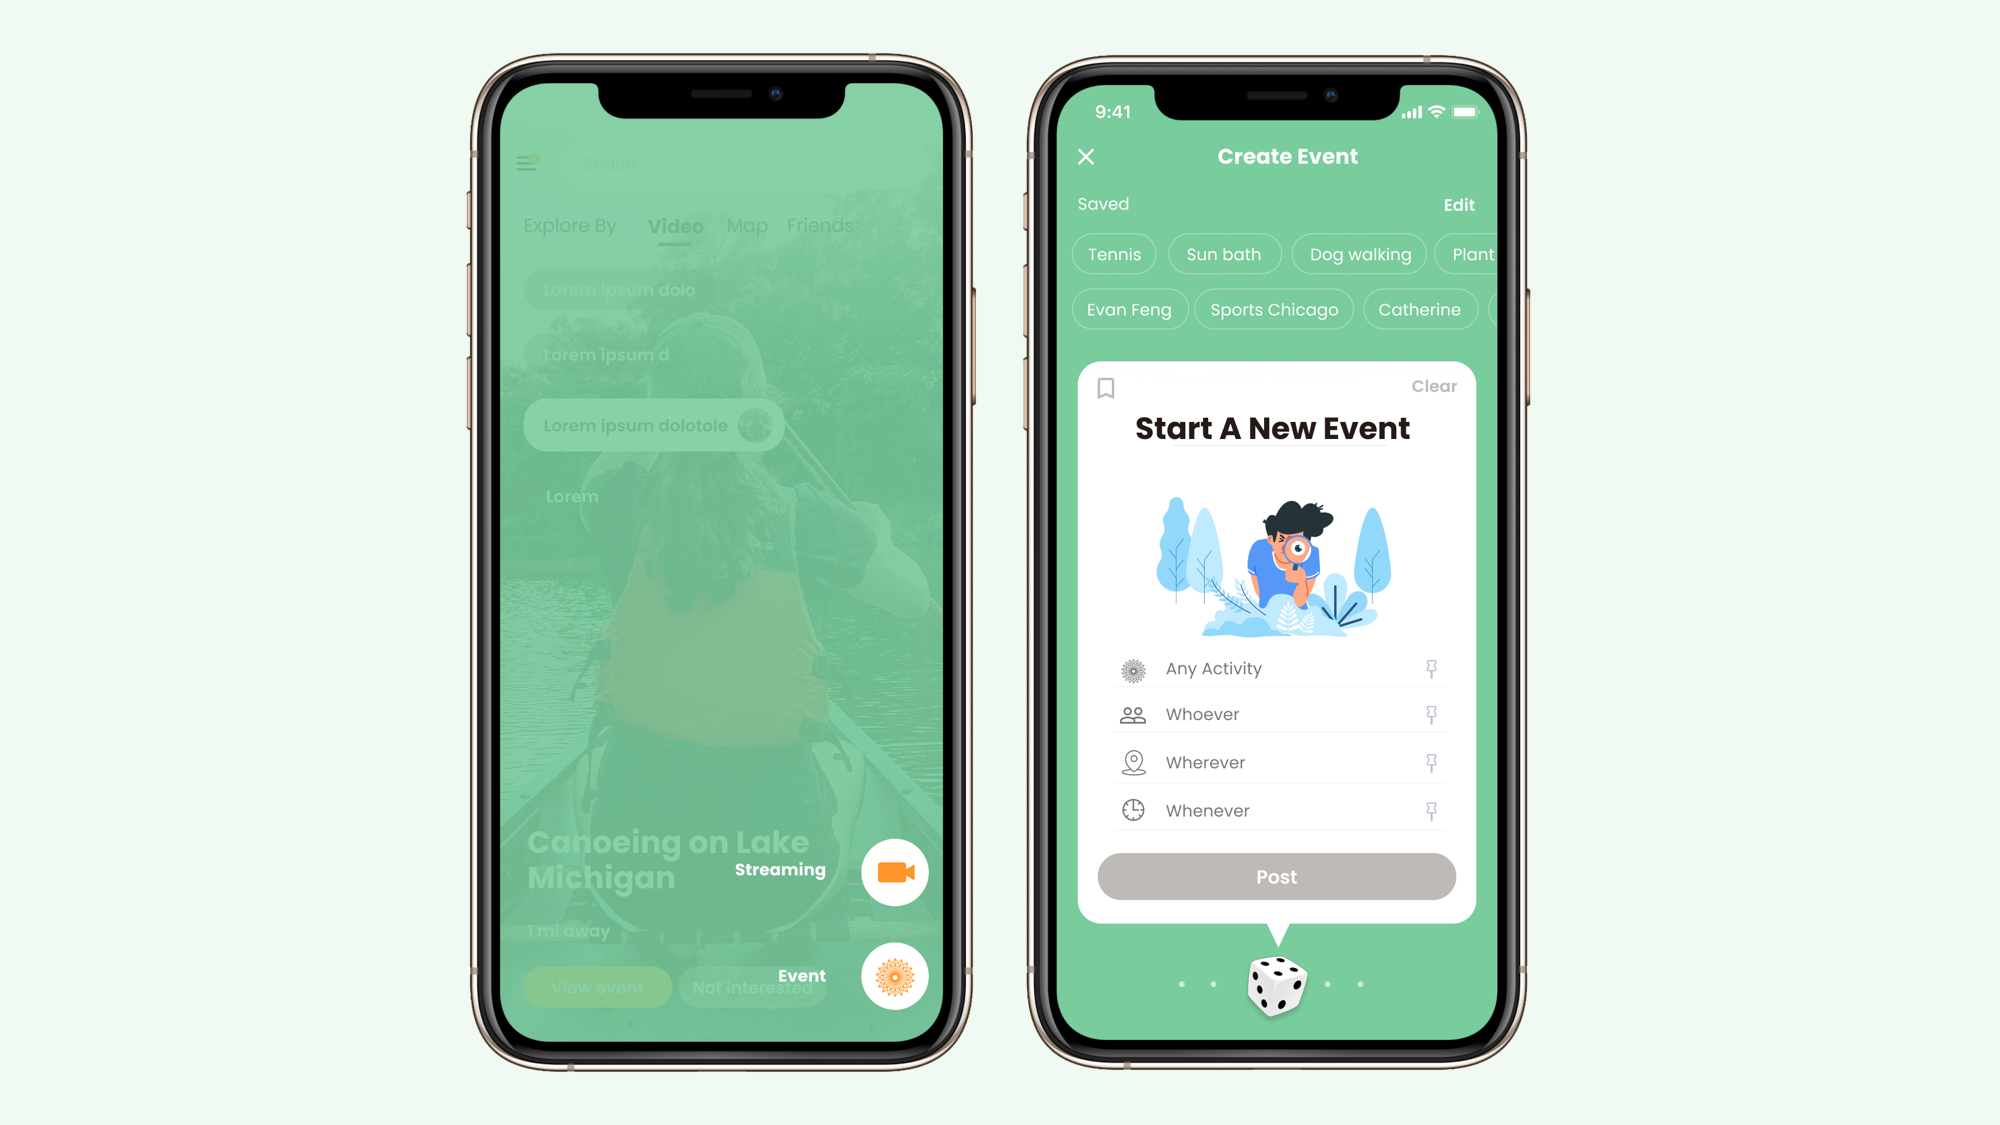 Seach
Explore By Video Map Friends
Lorem ipsum dolo
Lorem ipsum d
Lorem ipsum dolotole
Lorem
Canoeing on Lake
Michigan
Streaming
1 mi away
Event
View event Not interested
9:41
Create Event
Saved Edit
Tennis Sun bath Dog walking Plant
Evan Feng Sports Chicago Catherine
Clear
Start A New Event
Any Activity
Whoever
Wherever
Whenever
Post